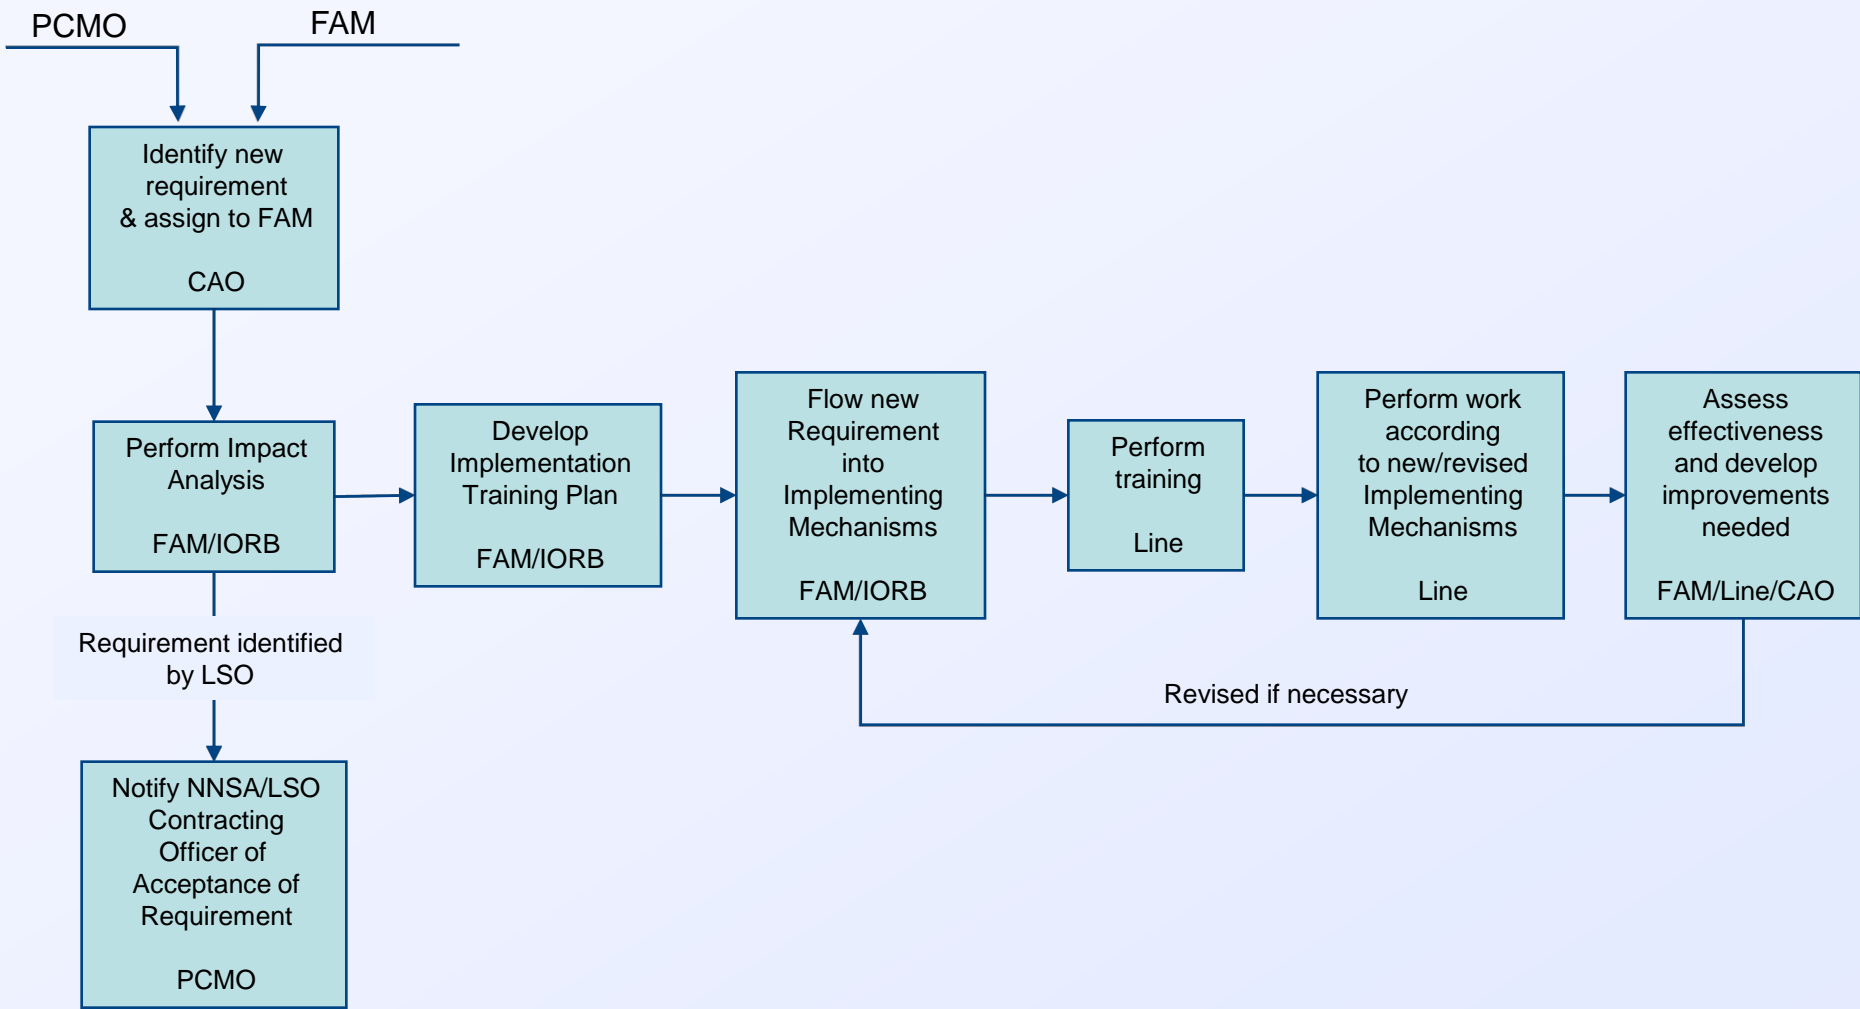 PCMO
FAM
Identify new
requirement
& assign to FAM
CAO
Perform Impact
Analysis
FAM/IORB
Develop
Implementation
Training Plan
FAM/IORB
Flow new
Requirement
into
Implementing
Mechanisms
FAM/IORB
Perform
training
Line
Perform work
according
to new/revised
Implementing
Mechanisms
Line
Assess
effectiveness
and develop
improvements
needed
FAM/Line/CAO
Requirement identified
by LSO
Revised if necessary
Notify NNSA/LSO
Contracting
Officer of
Acceptance of
Requirement
PCMO